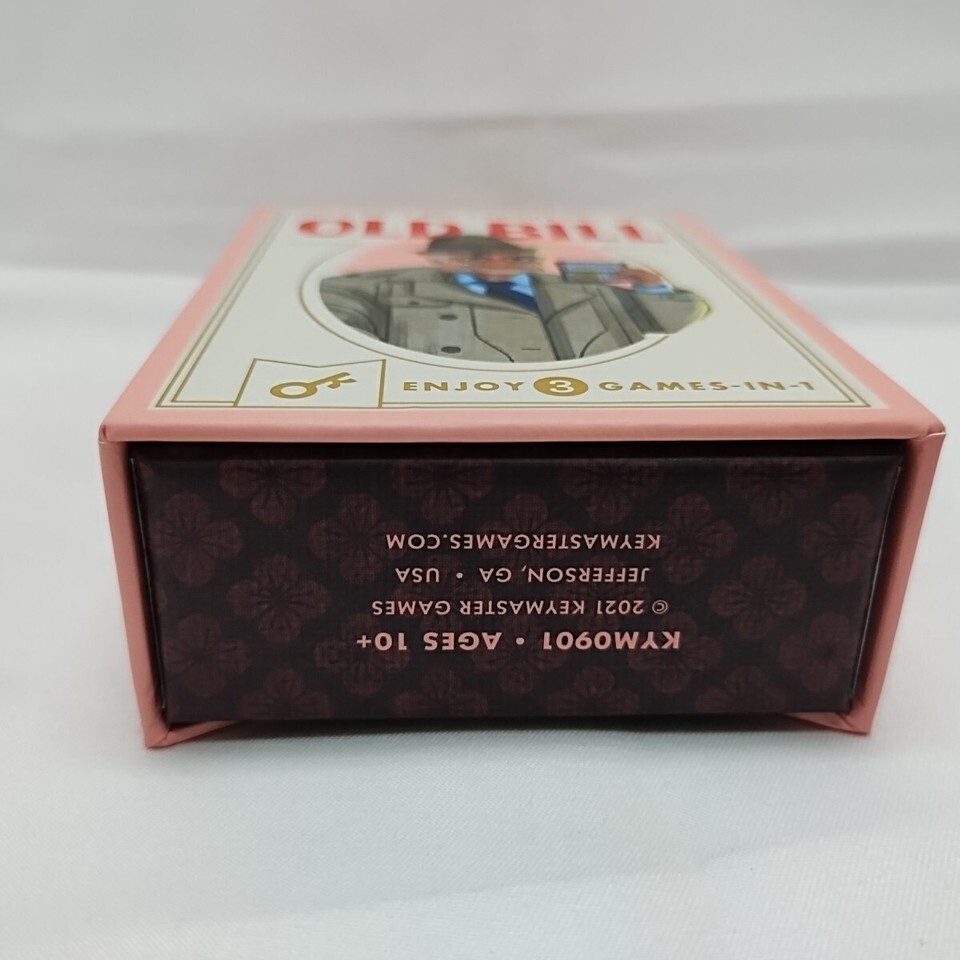 OLD BILL
ENJOY 3 GAMES-IN-1
KYM0901 • AGES 10+
© 2021 KEYMASTER GAMES
JEFFERSON, GA • USA
KEYMASTERGAMES.COM